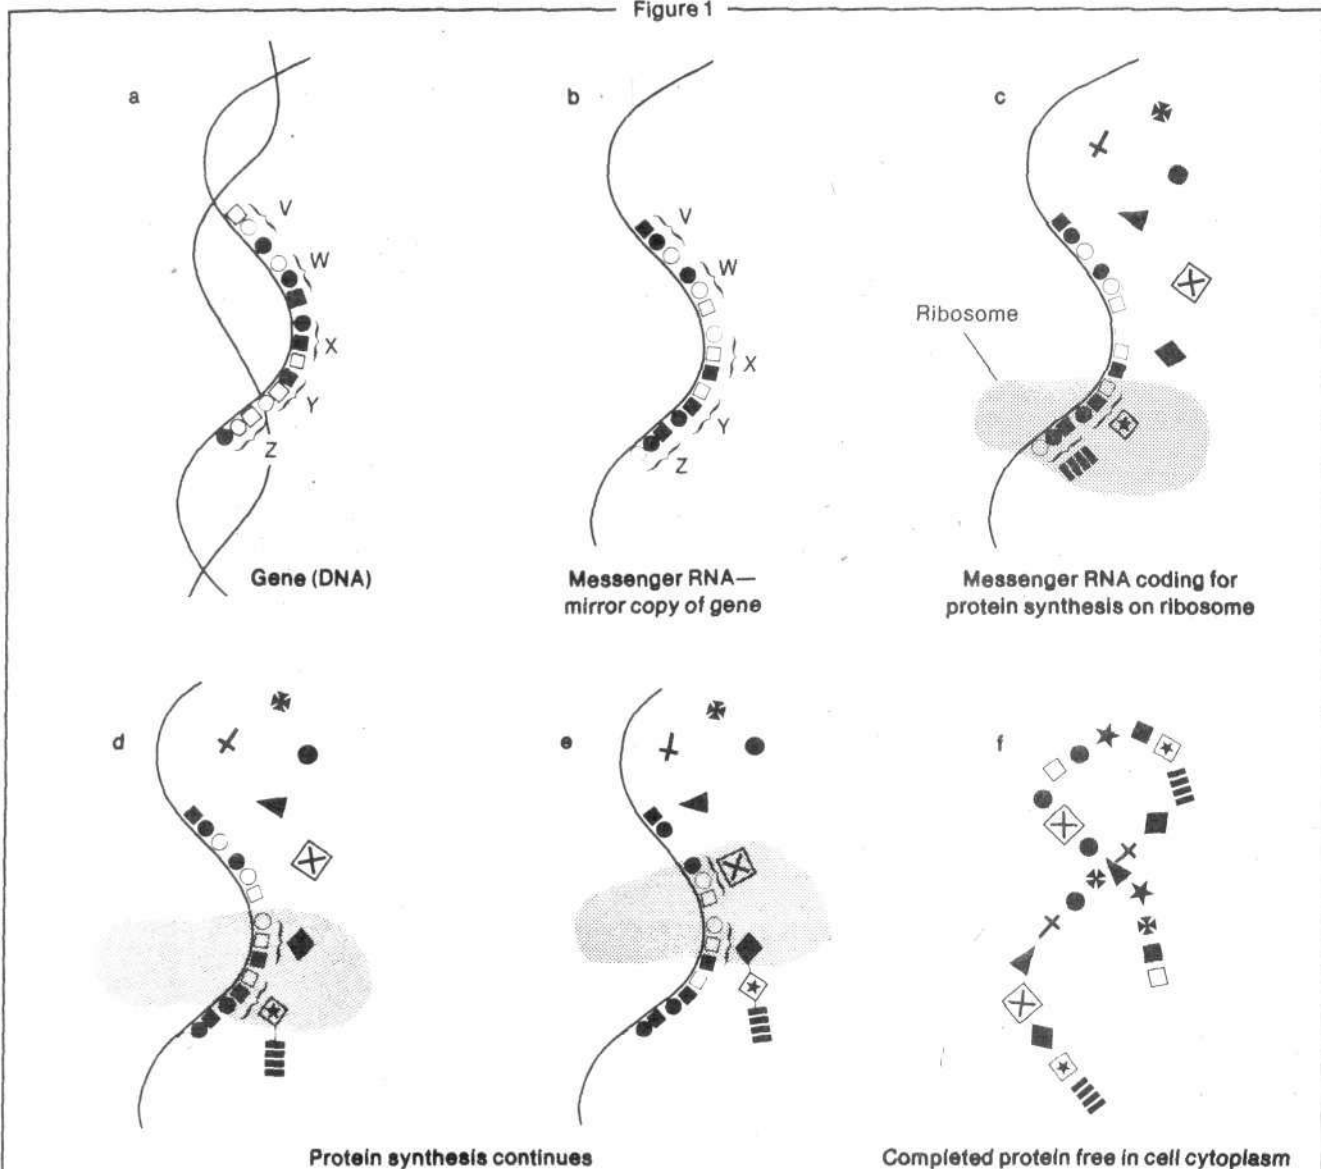 Figure 1
a
V
W
X
Y
Z
Gene (DNA)
b
V
W
X
Y
Z
Messenger RNA—
mirror copy of gene
c
Ribosome
Messenger RNA coding for
protein synthesis on ribosome
d
e
Protein synthesis continues
f
Completed protein free in cell cytoplasm